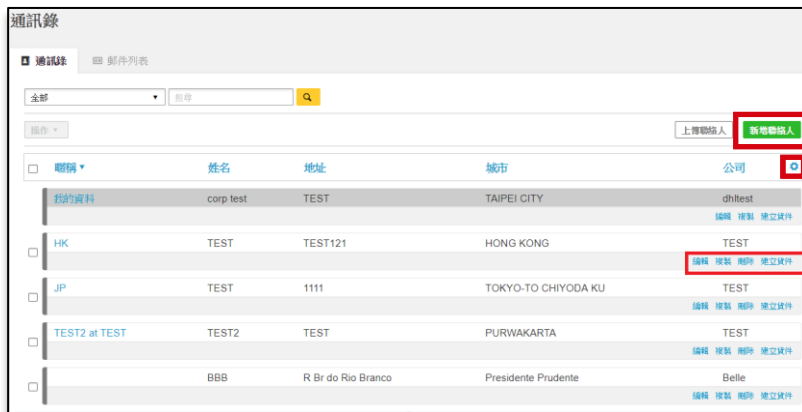 通訊錄
通訊錄 郵件列表
全部 搜尋
操作 上傳聯絡人 新增聯絡人
暱稱 姓名 地址 城市 公司
我的資料 corp test TEST TAIPEI CITY dhltest
編輯 複製 建立貨件
HK TEST TEST121 HONG KONG TEST
編輯 複製 刪除 建立貨件
JP TEST 1111 TOKYO-TO CHIYODA KU TEST
編輯 複製 刪除 建立貨件
TEST2 at TEST TEST2 TEST PURWAKARTA TEST
編輯 複製 刪除 建立貨件
BBB R Br do Rio Branco Presidente Prudente Belle
編輯 複製 刪除 建立貨件